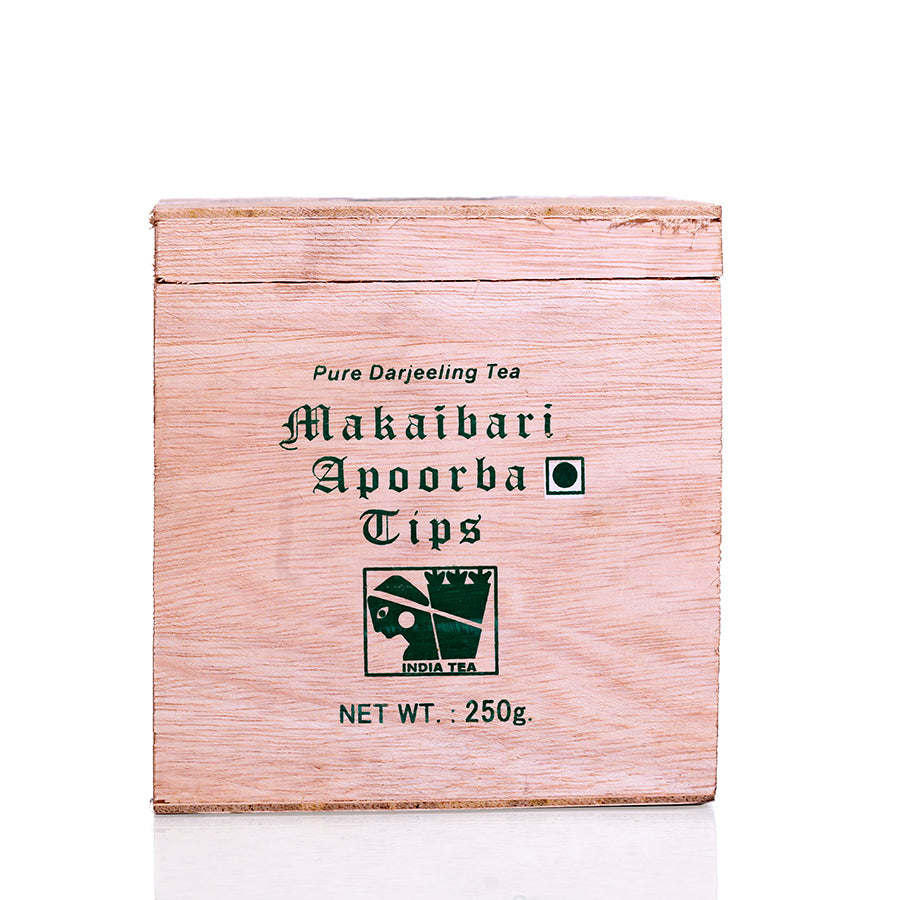 Pure Darjeeling Tea
Makaibari
Apoorba
Tips
INDIA TEA
NET WT. : 250g.